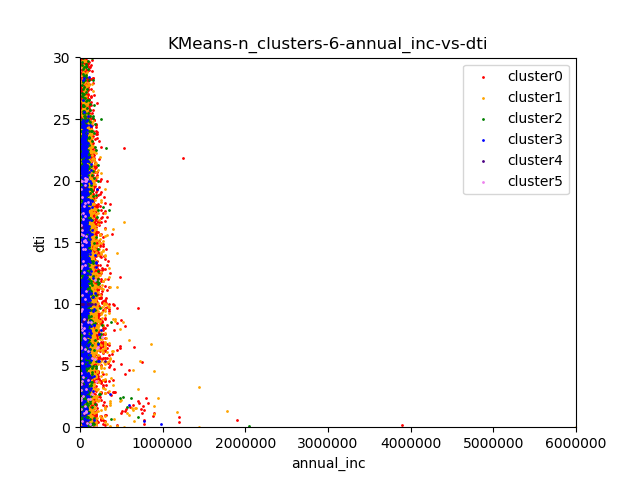 KMeans-n_clusters-6-annual_inc-vs-dti
30
25
20
15
10
5
0
dti
cluster0
cluster1
cluster2
cluster3
cluster4
cluster5
0 1000000 2000000 3000000 4000000 5000000 6000000
annual_inc